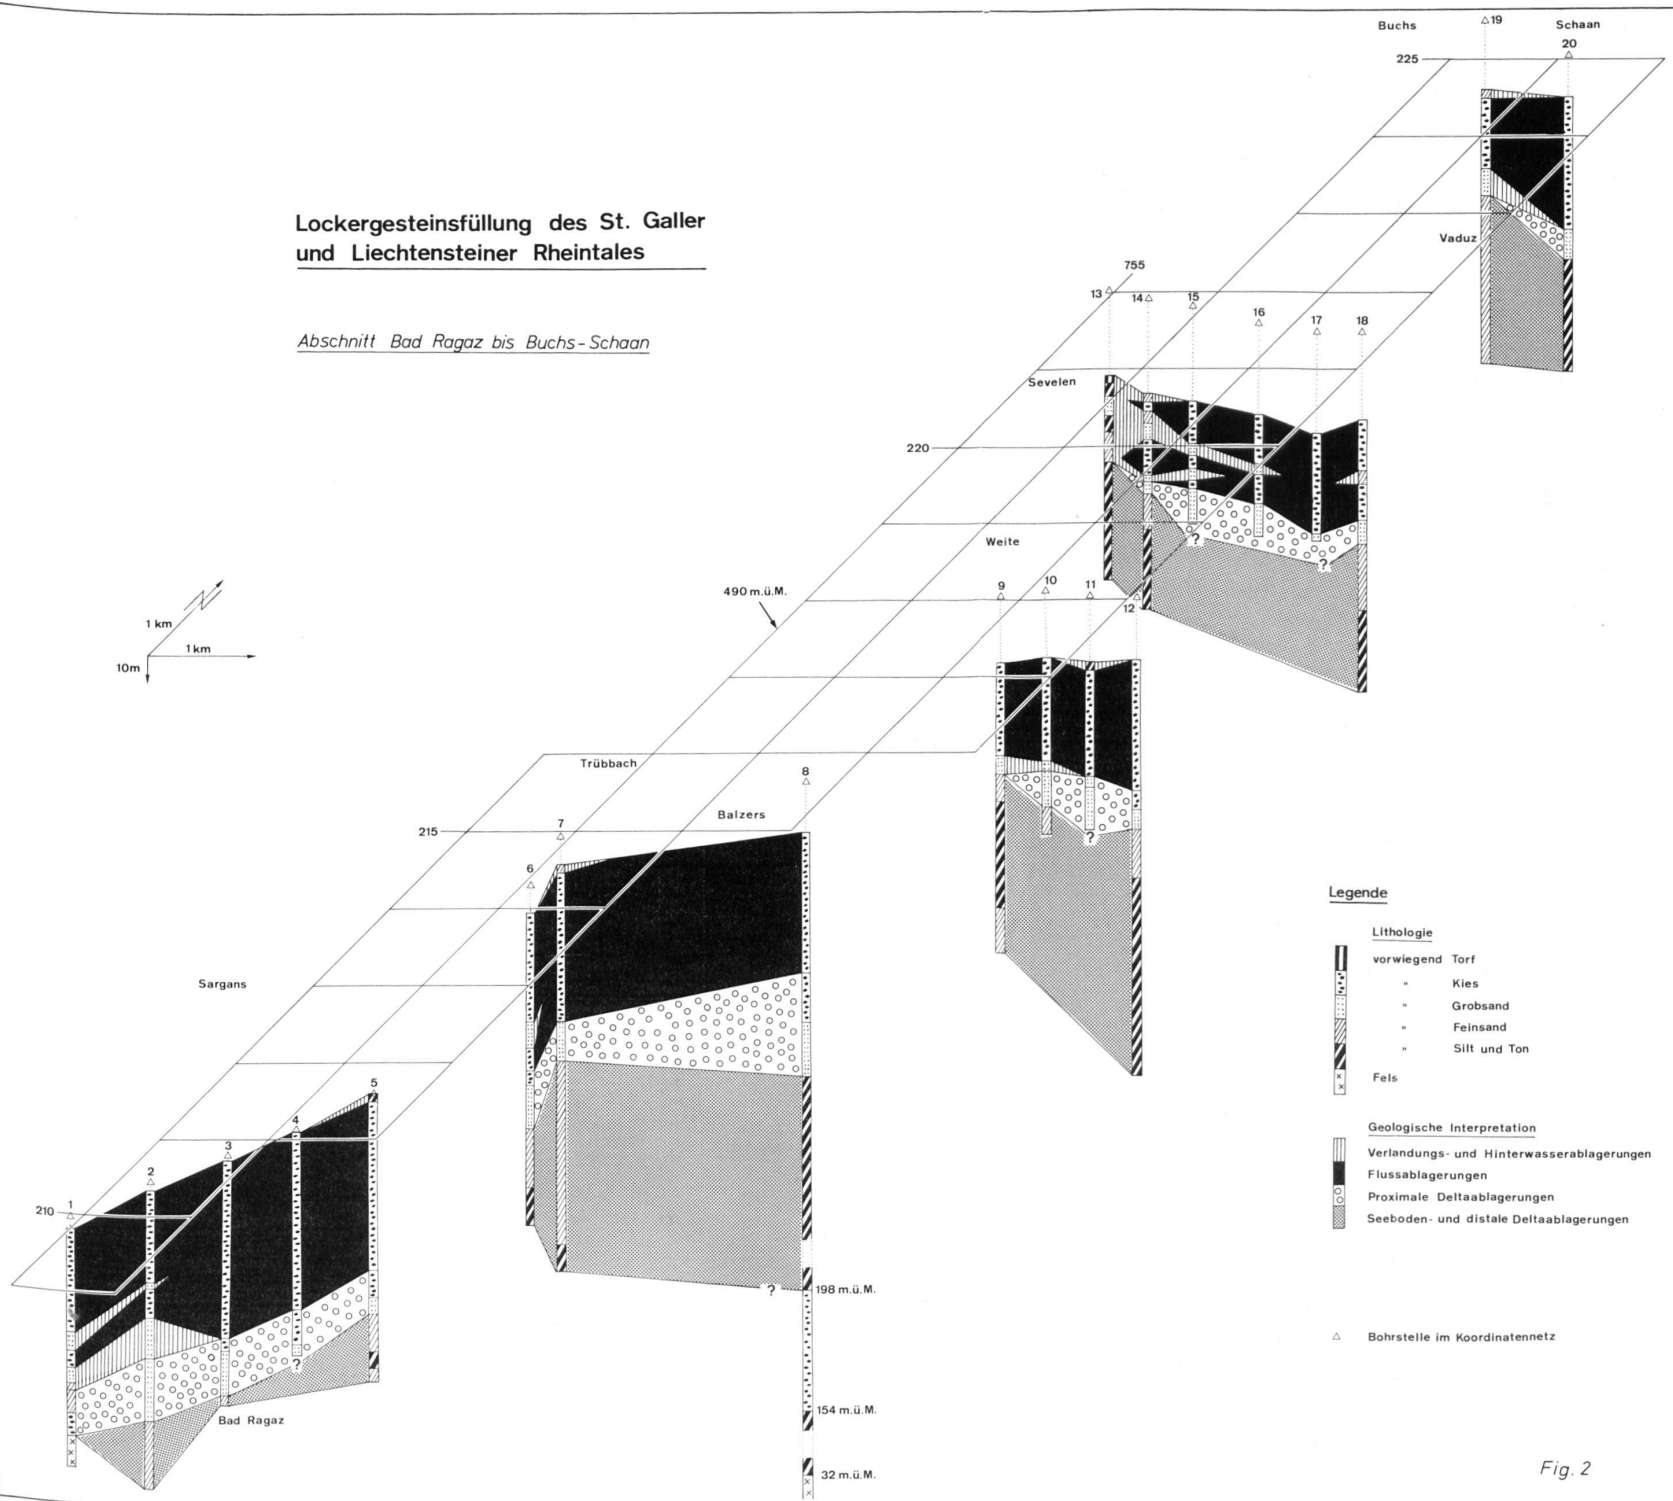 Buchs
19
Schaan
20
225
Lockergesteinsfüllung des St. Galler
und Liechtensteiner Rheintales
Vaduz
755
13
14
15
16
17
18
Abschnitt Bad Ragaz bis Buchs-Schaan
Sevelen
220
?
Weite
?
490 m.ü.M.
9
10
11
12
1 km
1 km
10m
Trübbach
8
Balzers
215
7
?
6
Legende
Lithologie
vorwiegend Torf
" Kies
Sargans
" Grobsand
" Feinsand
" Silt und Ton
Fels
5
4
3
2
1
210
Geologische Interpretation
Verlandungs- und Hinterwasserablagerungen
Flussablagerungen
Proximale Deltaablagerungen
Seeboden- und distale Deltaablagerungen
? 198 m.ü.M.
Bohrstelle im Koordinatennetz
?
154 m.ü.M.
Bad Ragaz
32 m.ü.M.
Fig. 2